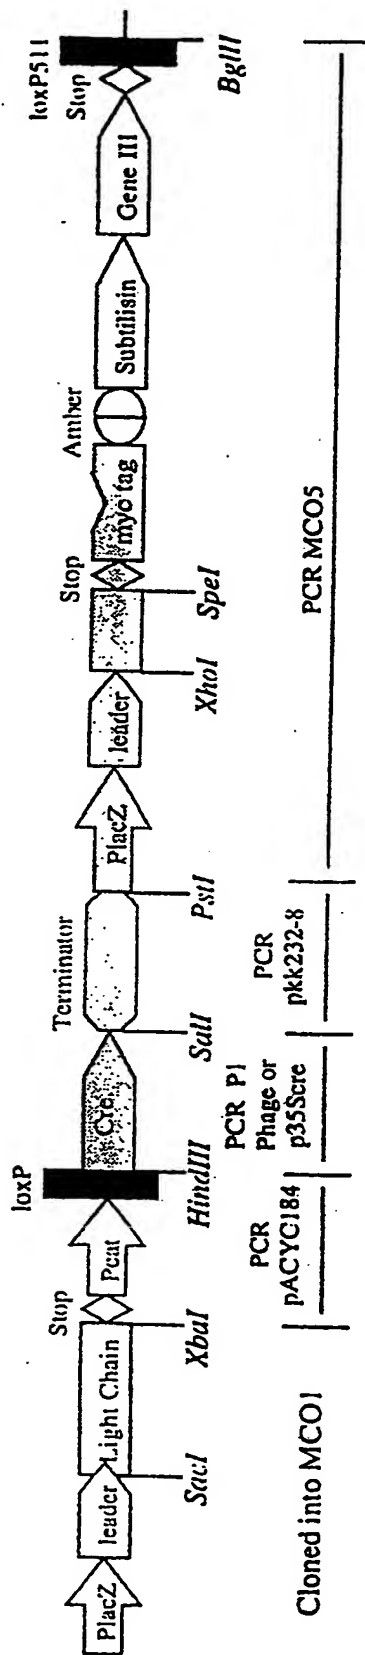 loxP
loxP511
Stop
Terminator
Stop
Amber
Stop
PlacZ
leader
Light Chain
Pcat
Cre
PlacZ
leader
myc tag
Subtilisin
Gene III
SacI
XbaI
HindIII
SalI
PstI
XhoI
SpeI
BglII
Cloned into MCO1
PCR
pACYC184
PCR P1
Phage or
p35Scre
PCR
pkk232-8
PCR MCO5